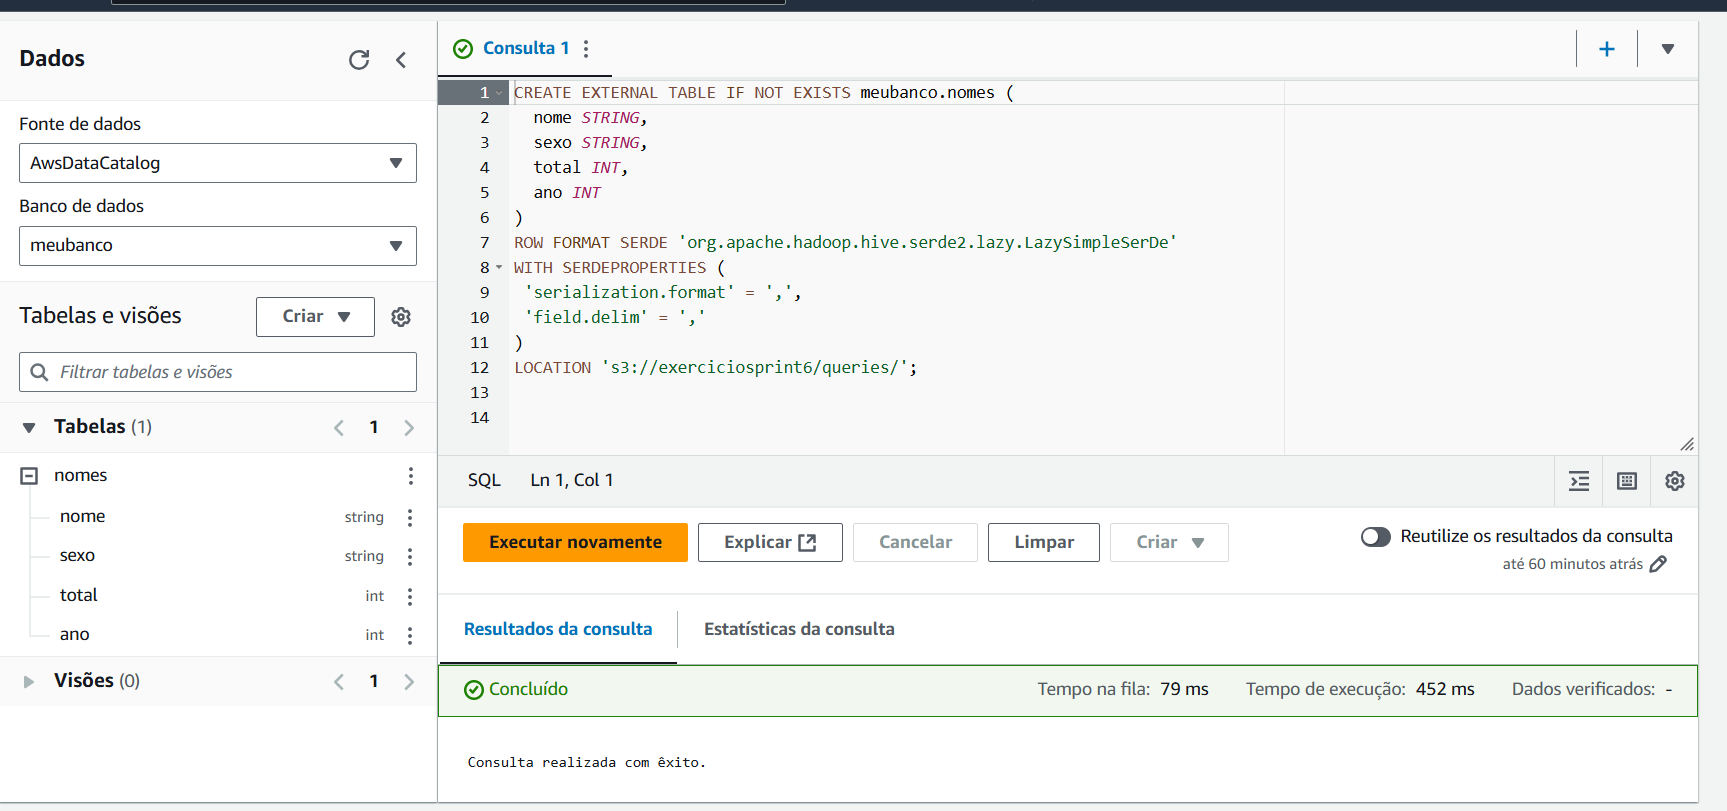 Dados
Fonte de dados
AwsDataCatalog
Banco de dados
meubanco
Tabelas e visões
Criar
Filtrar tabelas e visões
Tabelas (1)
1
nomes
nome string
sexo string
total int
ano int
Visões (0)
1
Consulta 1
1 CREATE EXTERNAL TABLE IF NOT EXISTS meubanco.nomes (
2 nome STRING,
3 sexo STRING,
4 total INT,
5 ano INT
6 )
7 ROW FORMAT SERDE 'org.apache.hadoop.hive.serde2.lazy.LazySimpleSerDe'
8 WITH SERDEPROPERTIES (
9 'serialization.format' = ',',
10 'field.delim' = ','
11 )
12 LOCATION 's3://exerciciosprint6/queries/';
13
14
SQL Ln 1, Col 1
Executar novamente Explicar Cancelar Limpar Criar
Reutilize os resultados da consulta
até 60 minutos atrás
Resultados da consulta Estatísticas da consulta
Concluído Tempo na fila: 79 ms Tempo de execução: 452 ms Dados verificados: -
Consulta realizada com êxito.